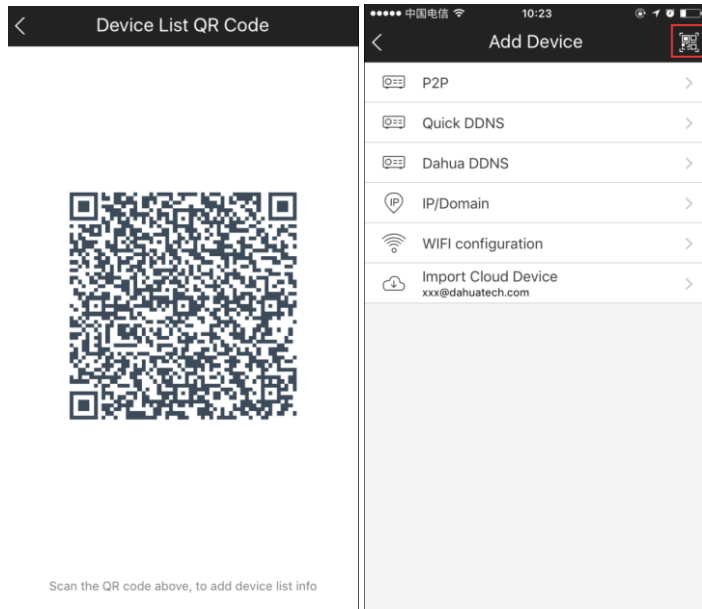 Device List QR Code
Scan the QR code above, to add device list info
中国电信
10:23
Add Device
P2P
Quick DDNS
Dahua DDNS
IP
IP/Domain
WIFI configuration
Import Cloud Device
xxx@dahuatech.com